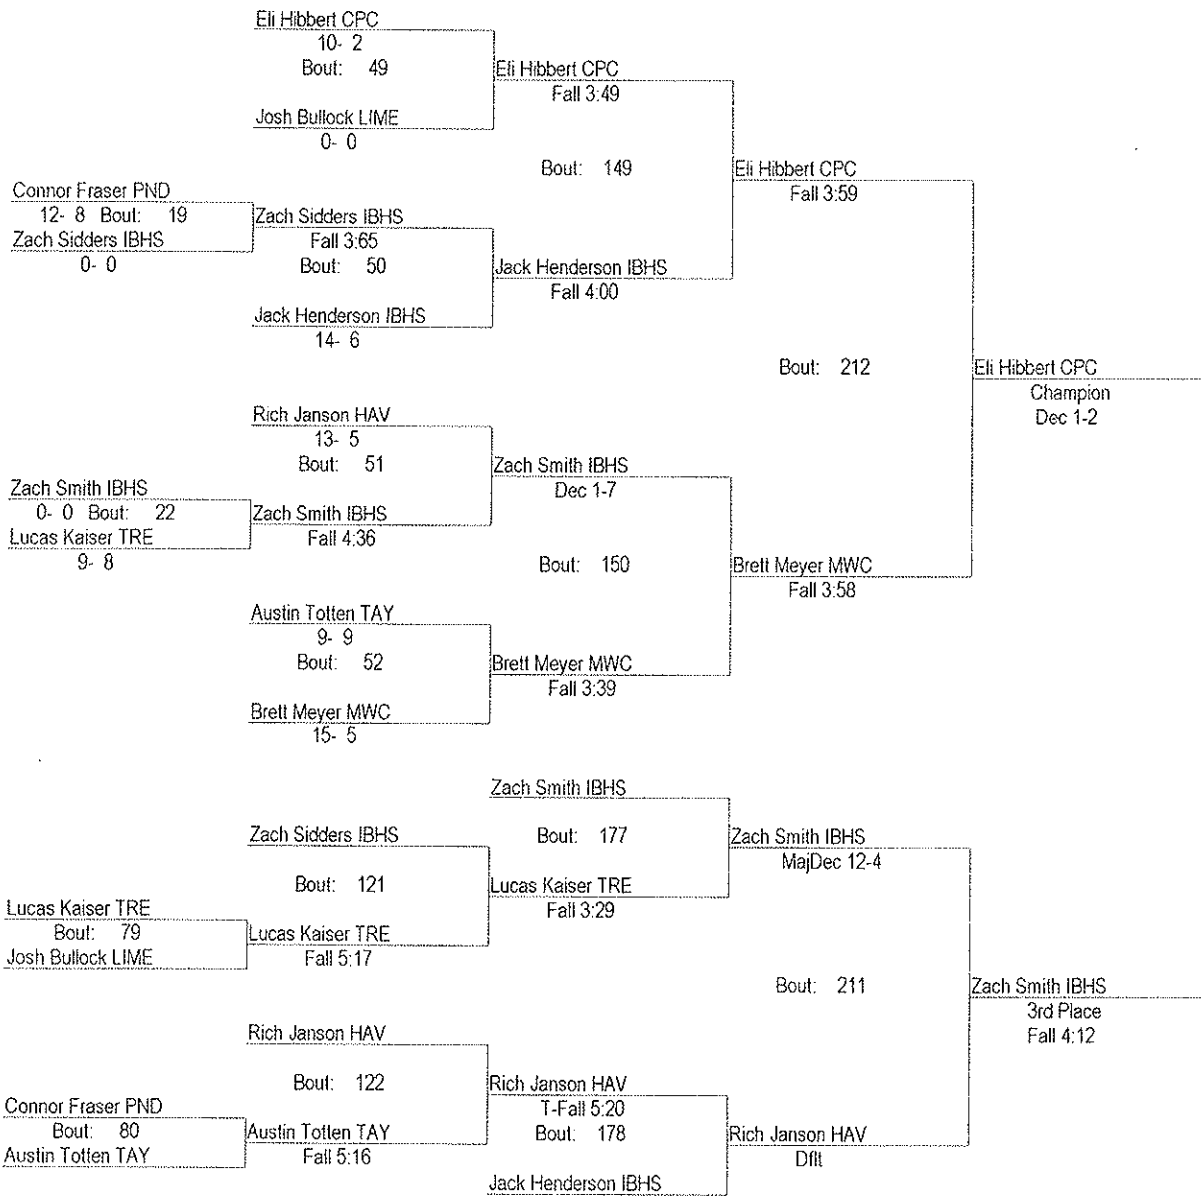 Eli Hibbert CPC
10- 2
Bout: 49
Eli Hibbert CPC
Fall 3:49
Josh Bullock LIME
0- 0
Bout: 149
Eli Hibbert CPC
Fall 3:59
Connor Fraser PND
12- 8 Bout: 19
Zach Sidders IBHS
0- 0
Zach Sidders IBHS
Fall 3:65
Bout: 50
Jack Henderson IBHS
Fall 4:00
Jack Henderson IBHS
14- 6
Bout: 212
Eli Hibbert CPC
Champion
Dec 1-2
Rich Janson HAV
13- 5
Bout: 51
Zach Smith IBHS
Dec 1-7
Zach Smith IBHS
0- 0 Bout: 22
Lucas Kaiser TRE
9- 8
Zach Smith IBHS
Fall 4:36
Bout: 150
Brett Meyer MWC
Fall 3:58
Austin Totten TAY
9- 9
Bout: 52
Brett Meyer MWC
Fall 3:39
Brett Meyer MWC
15- 5
Zach Smith IBHS
Bout: 177
Zach Smith IBHS
MajDec 12-4
Zach Sidders IBHS
Bout: 121
Lucas Kaiser TRE
Fall 3:29
Lucas Kaiser TRE
Bout: 79
Josh Bullock LIME
Lucas Kaiser TRE
Fall 5:17
Bout: 211
Zach Smith IBHS
3rd Place
Fall 4:12
Rich Janson HAV
Bout: 122
Rich Janson HAV
T-Fall 5:20
Bout: 178
Connor Fraser PND
Bout: 80
Austin Totten TAY
Austin Totten TAY
Fall 5:16
Rich Janson HAV
Dflt
Jack Henderson IBHS